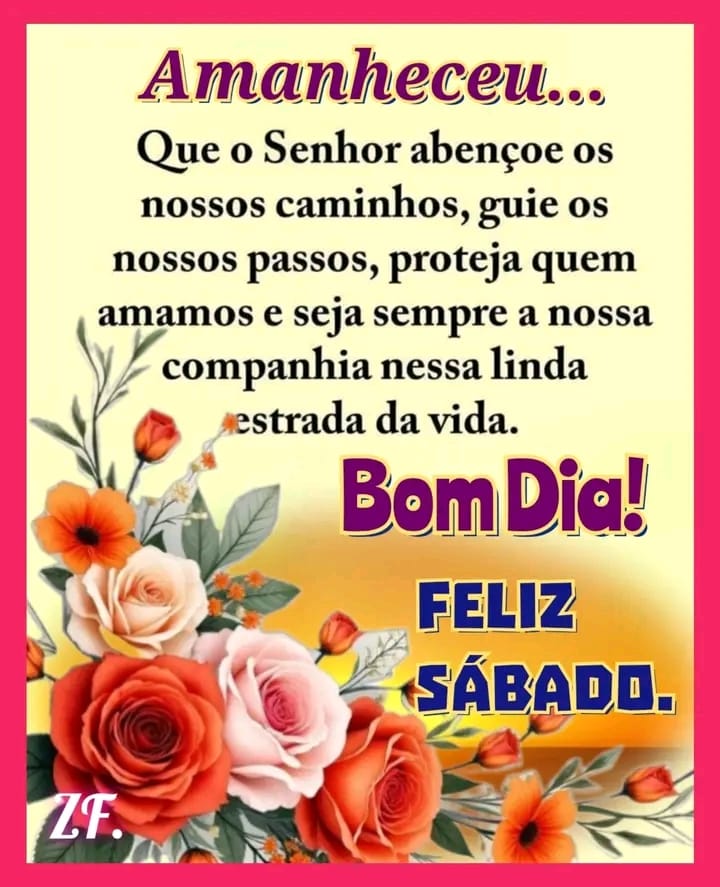 Amanheceu...
Que o Senhor abençoe os
nossos caminhos, guie os
nossos passos, proteja quem
amamos e seja sempre a nossa
companhia nessa linda
estrada da vida.
Bom Dia!
FELIZ
SÁBADO.
ZF.